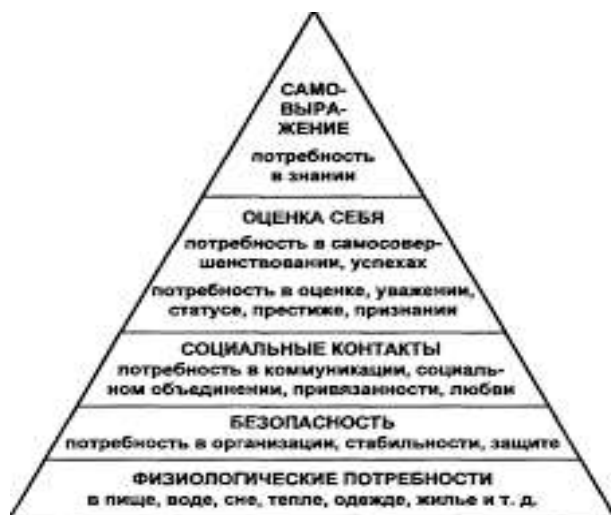 САМО-
ВЫРА-
ЖЕНИЕ
потребность
в знании
ОЦЕНКА СЕБЯ
потребность в самосовер-
шенствовании, успехах
потребность в оценке, уважении,
статусе, престиже, признании
СОЦИАЛЬНЫЕ КОНТАКТЫ
потребность в коммуникации, социаль-
ном объединении, привязанности, любви
БЕЗОПАСНОСТЬ
потребность в организации, стабильности, защите
ФИЗИОЛОГИЧЕСКИЕ ПОТРЕБНОСТИ
в пище, воде, сне, тепле, одежде, жилье и т. д.